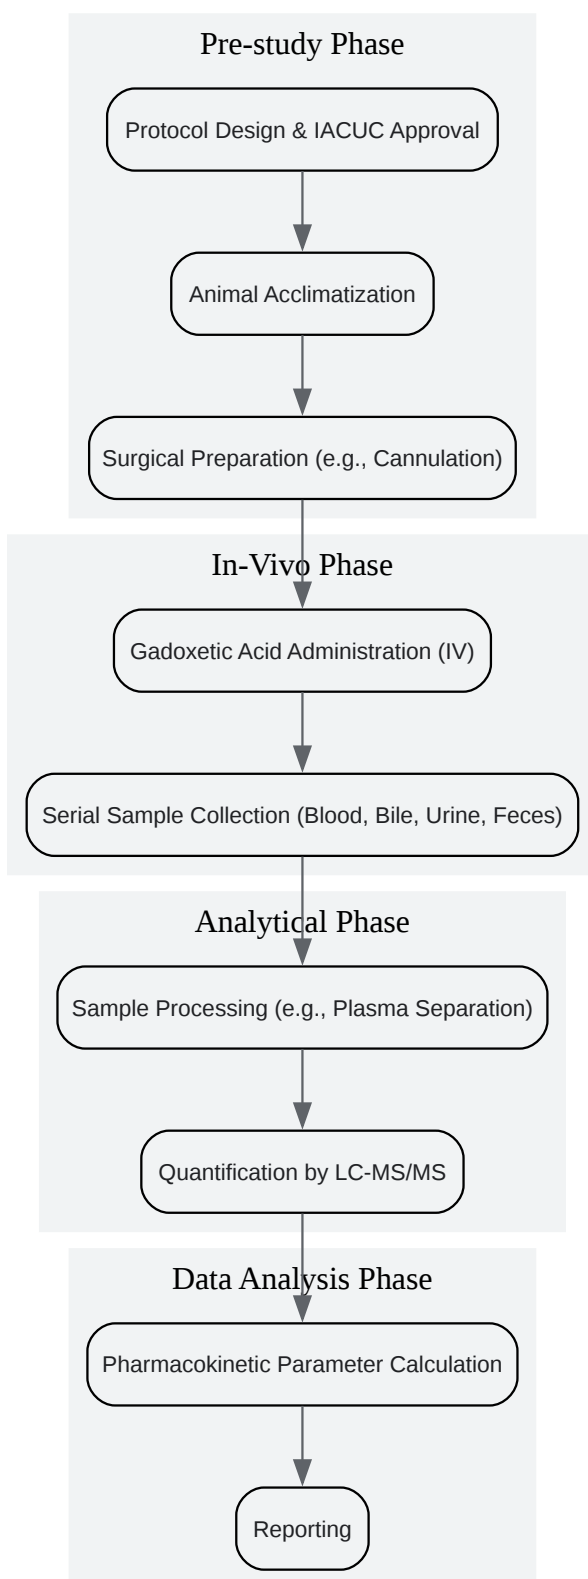 Pre-study Phase
Protocol Design & IACUC Approval
Animal Acclimatization
Surgical Preparation (e.g., Cannulation)
In-Vivo Phase
Gadoxetic Acid Administration (IV)
Serial Sample Collection (Blood, Bile, Urine, Feces)
Analytical Phase
Sample Processing (e.g., Plasma Separation)
Quantification by LC-MS/MS
Data Analysis Phase
Pharmacokinetic Parameter Calculation
Reporting